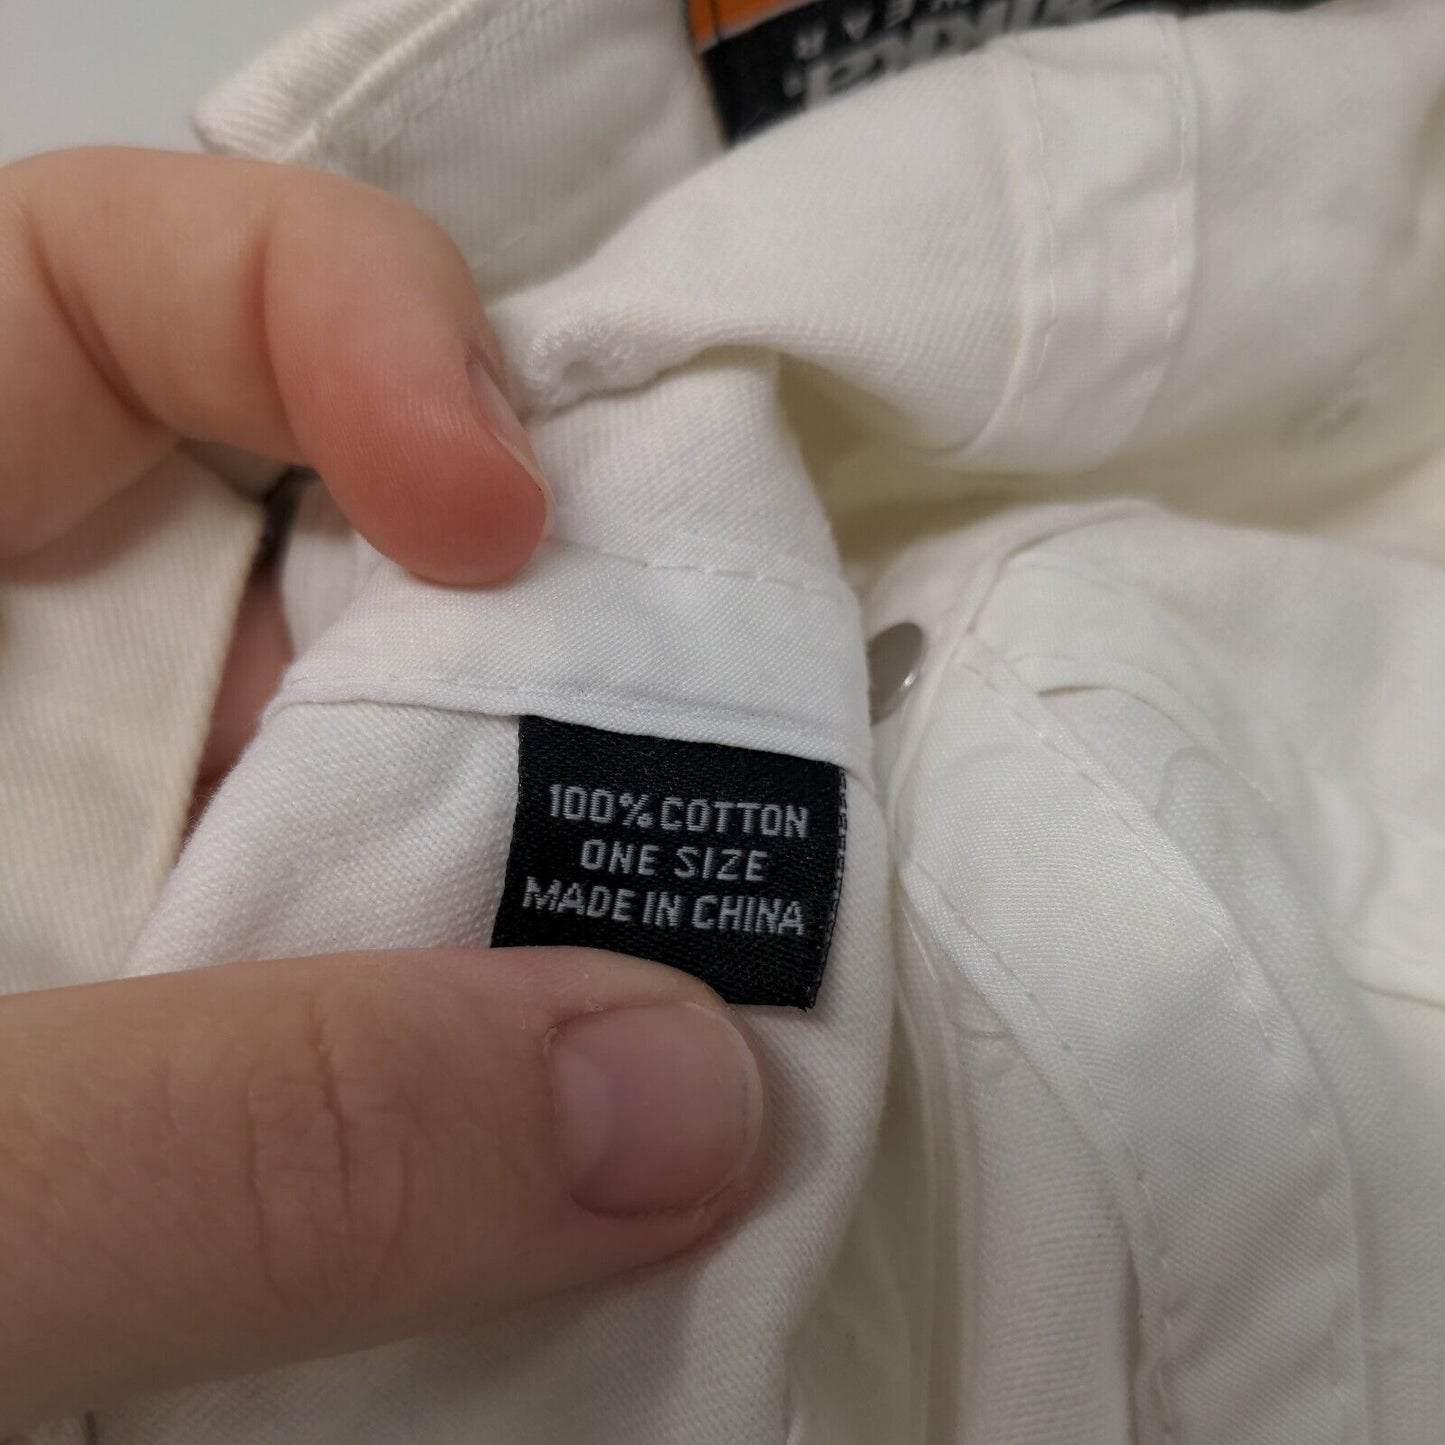 100% COTTON
ONE SIZE
MADE IN CHINA